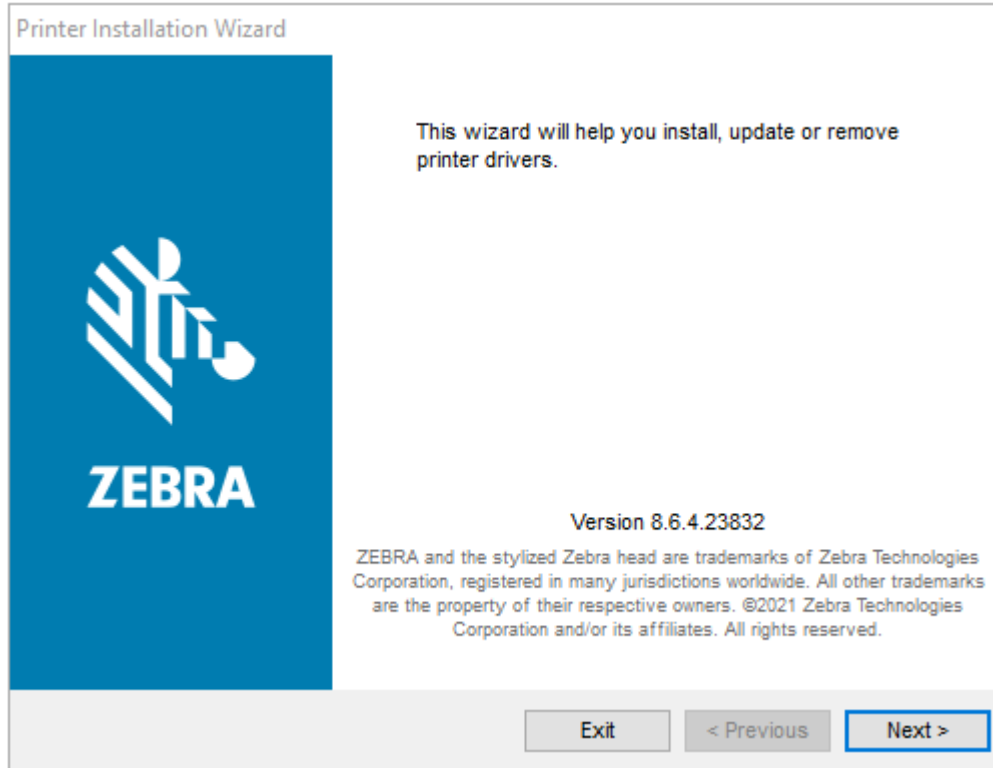 Printer Installation Wizard
This wizard will help you install, update or remove
printer drivers.
ZEBRA
Version 8.6.4.23832
ZEBRA and the stylized Zebra head are trademarks of Zebra Technologies
Corporation, registered in many jurisdictions worldwide. All other trademarks
are the property of their respective owners. ©2021 Zebra Technologies
Corporation and/or its affiliates. All rights reserved.
Exit
< Previous
Next >